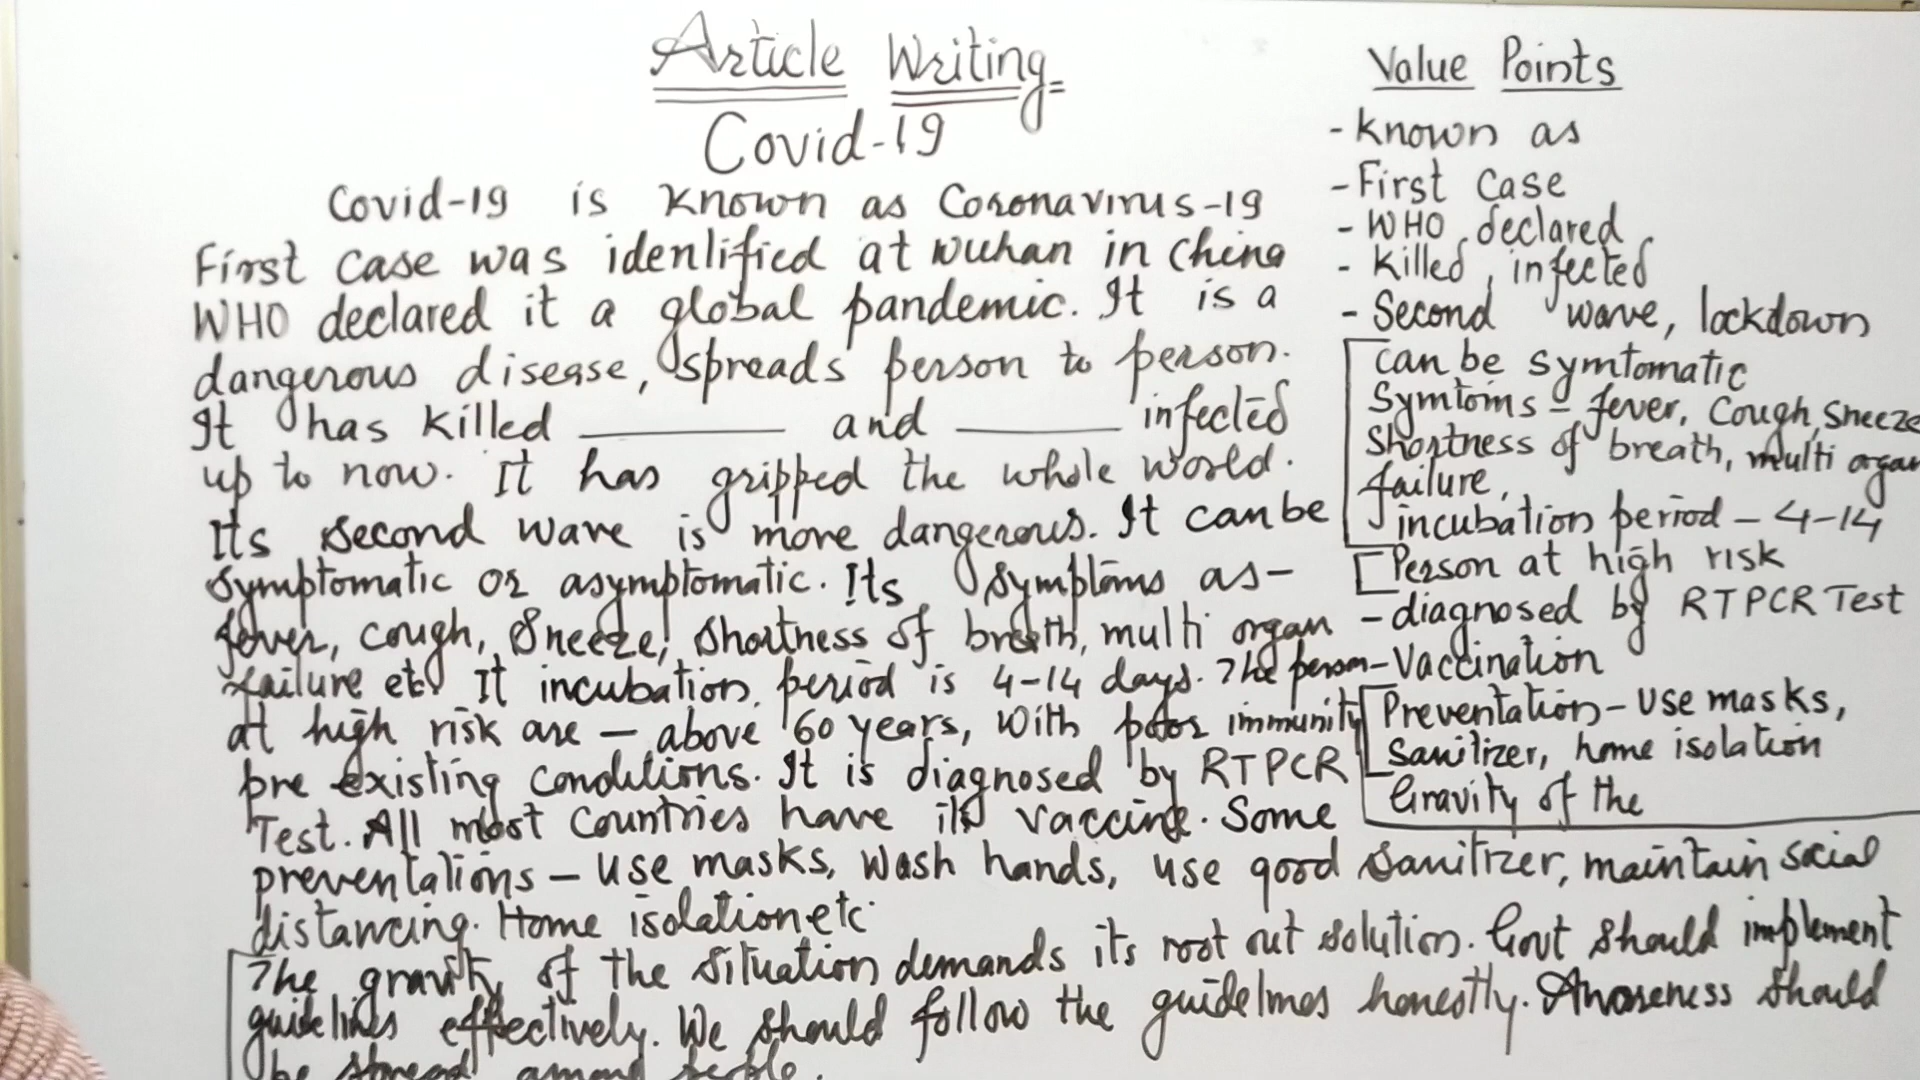 Article Writing
Covid-19
Covid-19 is known as Coronavirus-19
First case was idenlified at wuhan in china
WHO declared it a global pandemic. It is a
dangerous disease, spreads person to person.
It has killed ______ and ______ infected
up to now. It has gripped the whole world.
Its second wave is more dangerous. It can be
symptomatic or asymptomatic. Its symptoms as-
fever, cough, Sneeze, shortness of breath, multi organ
failure etc. It incubation period is 4-14 days. The person
at high risk are - above 60 years, with poor immunity
pre existing conditions. It is diagnosed by RTPCR
Test. All most countries have its vaccine. Some
preventations - use masks, wash hands, use good sanitizer, maintain social
distancing. Home isolation etc.
The gravity of the situation demands its root out solution. Govt should implement
guidelines effectively. We should follow the guidelines honestly. Awareness should
be spread among people.
Value Points
- Known as
- First Case
- WHO declared
- Killed, infected
- Second wave, lockdown
can be symtomatic
Symtoms - fever, cough, sneeze
Shortness of breath, multi organ
failure,
incubation period - 4-14
Person at high risk
- diagnosed by RTPCR Test
- Vaccination
Preventation - use masks,
sanitizer, home isolation
Gravity of the